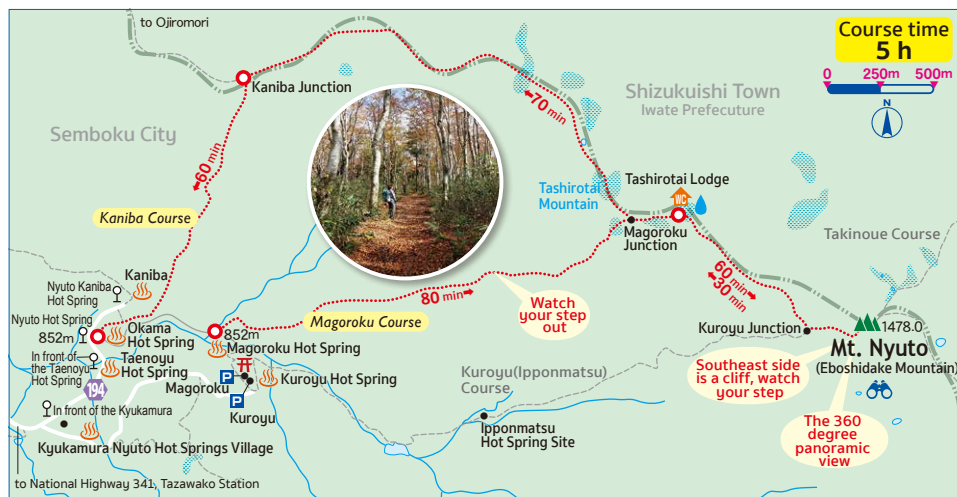 to Ojiromori
Course time
5 h
0 250m 500m
N
Kaniba Junction
Semboku City
Shizukuishi Town
Iwate Prefecuture
70 min
60 min
Tashirotai
Mountain
Tashirotai Lodge
WC
Magoroku
Junction
Takinoue Course
Kaniba Course
Nyuto Kaniba
Hot Spring
Kaniba
Nyuto Hot Spring
852m
Okama
Hot Spring
In front of
the Taenoyu
Hot Spring
Taenoyu
Hot Spring
194
In front of the Kyukamura
Kyukamura Nyuto Hot Springs Village
to National Highway 341, Tazawako Station
852m
Magoroku Hot Spring
Magoroku Course
80 min
Watch
your step
out
P
Magoroku
Kuroyu Hot Spring
P
Kuroyu
Kuroyu(Ipponmatsu)
Course
Ipponmatsu
Hot Spring Site
60 min
30 min
Kuroyu Junction
1478.0
Mt. Nyuto
(Eboshidake Mountain)
Southeast side
is a cliff, watch
your step
The 360
degree
panoramic
view